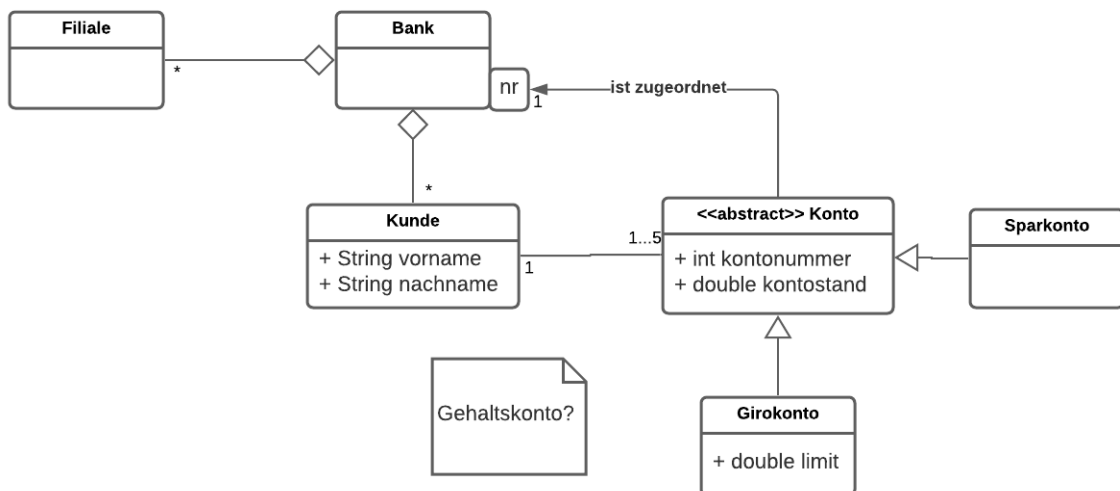 Filiale
*
Bank
nr
1
ist zugeordnet
*
Kunde
+ String vorname
+ String nachname
1
1...5
<<abstract>> Konto
+ int kontonummer
+ double kontostand
Sparkonto
Gehaltskonto?
Girokonto
+ double limit